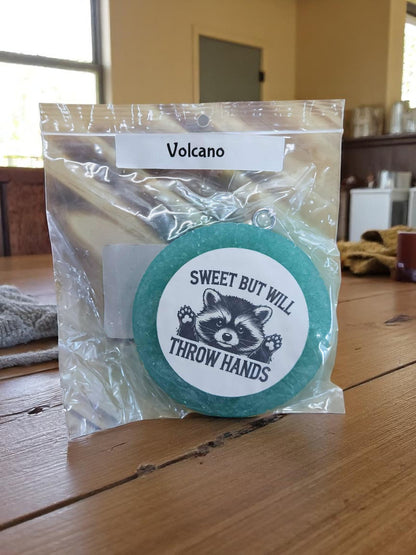 Volcano
SWEET BUT WILL
THROW HANDS